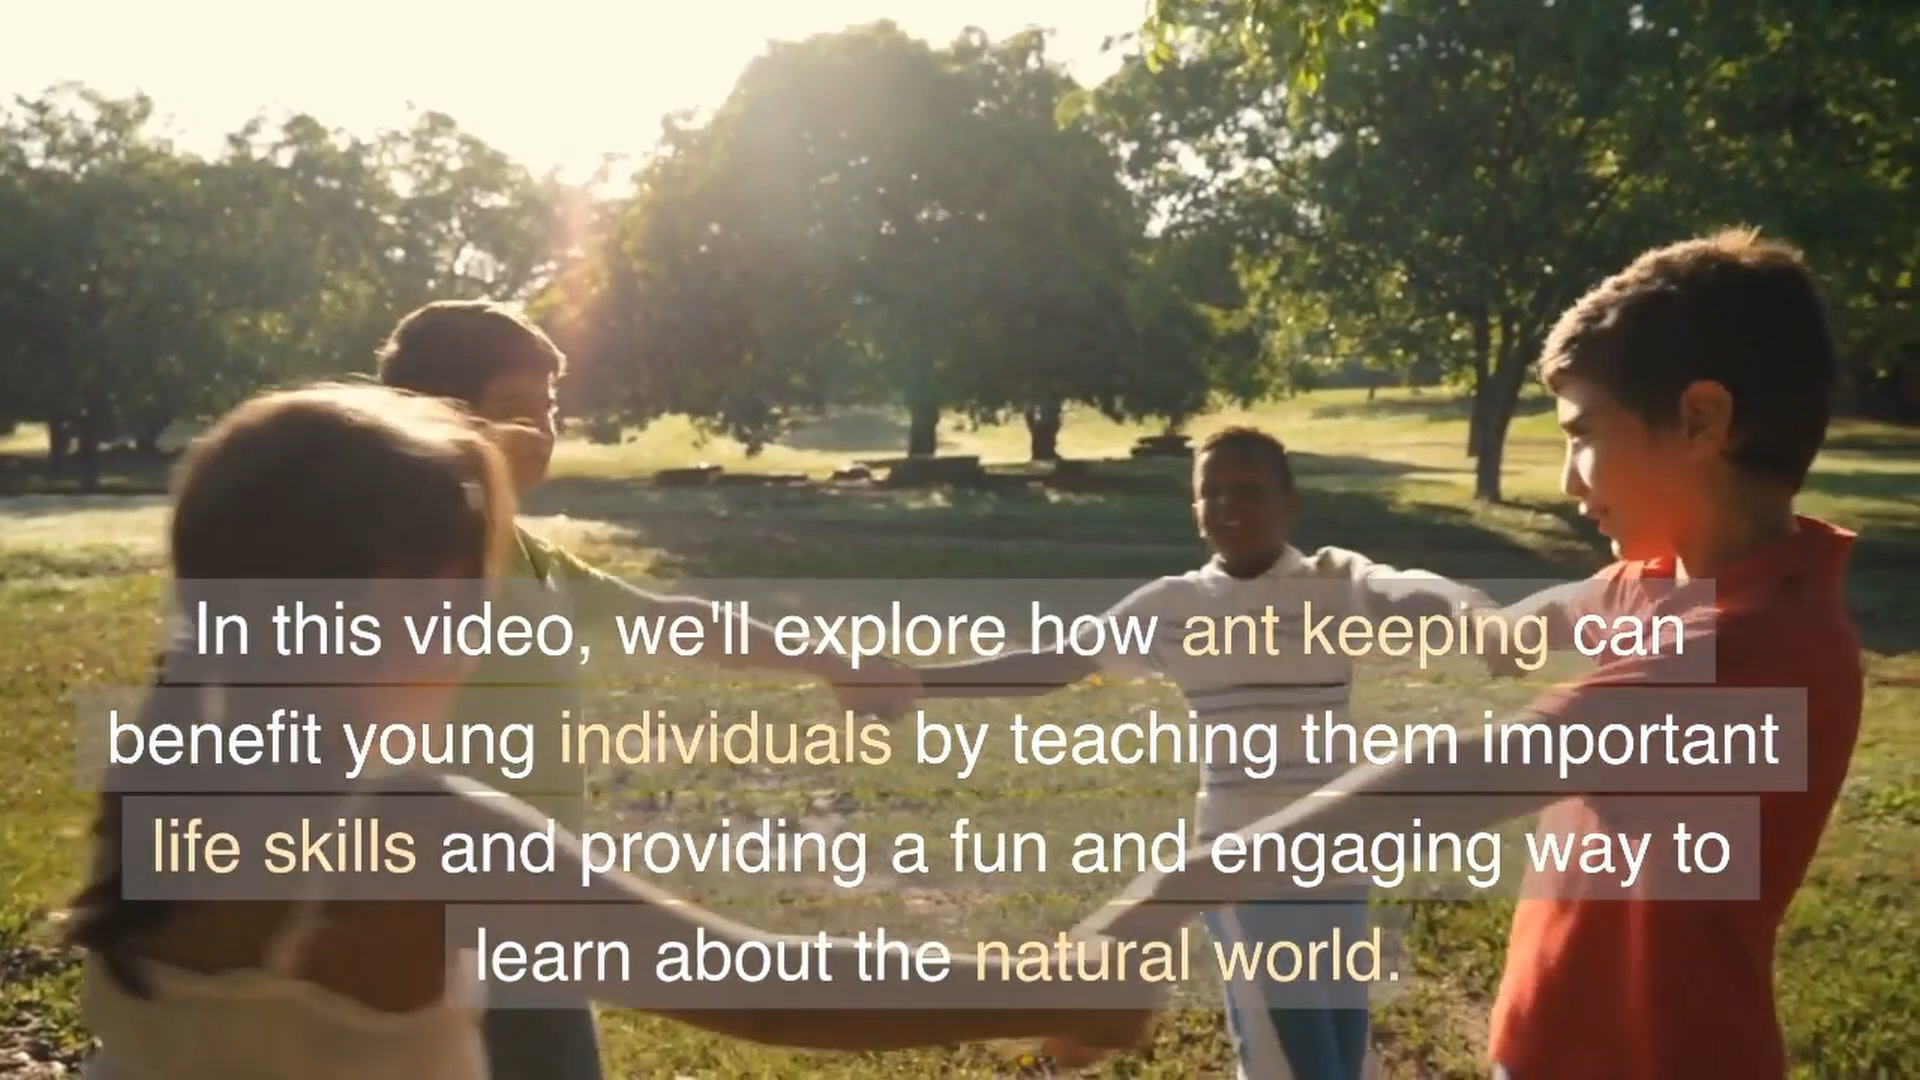 In this video, we'll explore how ant keeping can
benefit young individuals by teaching them important
life skills and providing a fun and engaging way to
learn about the natural world.